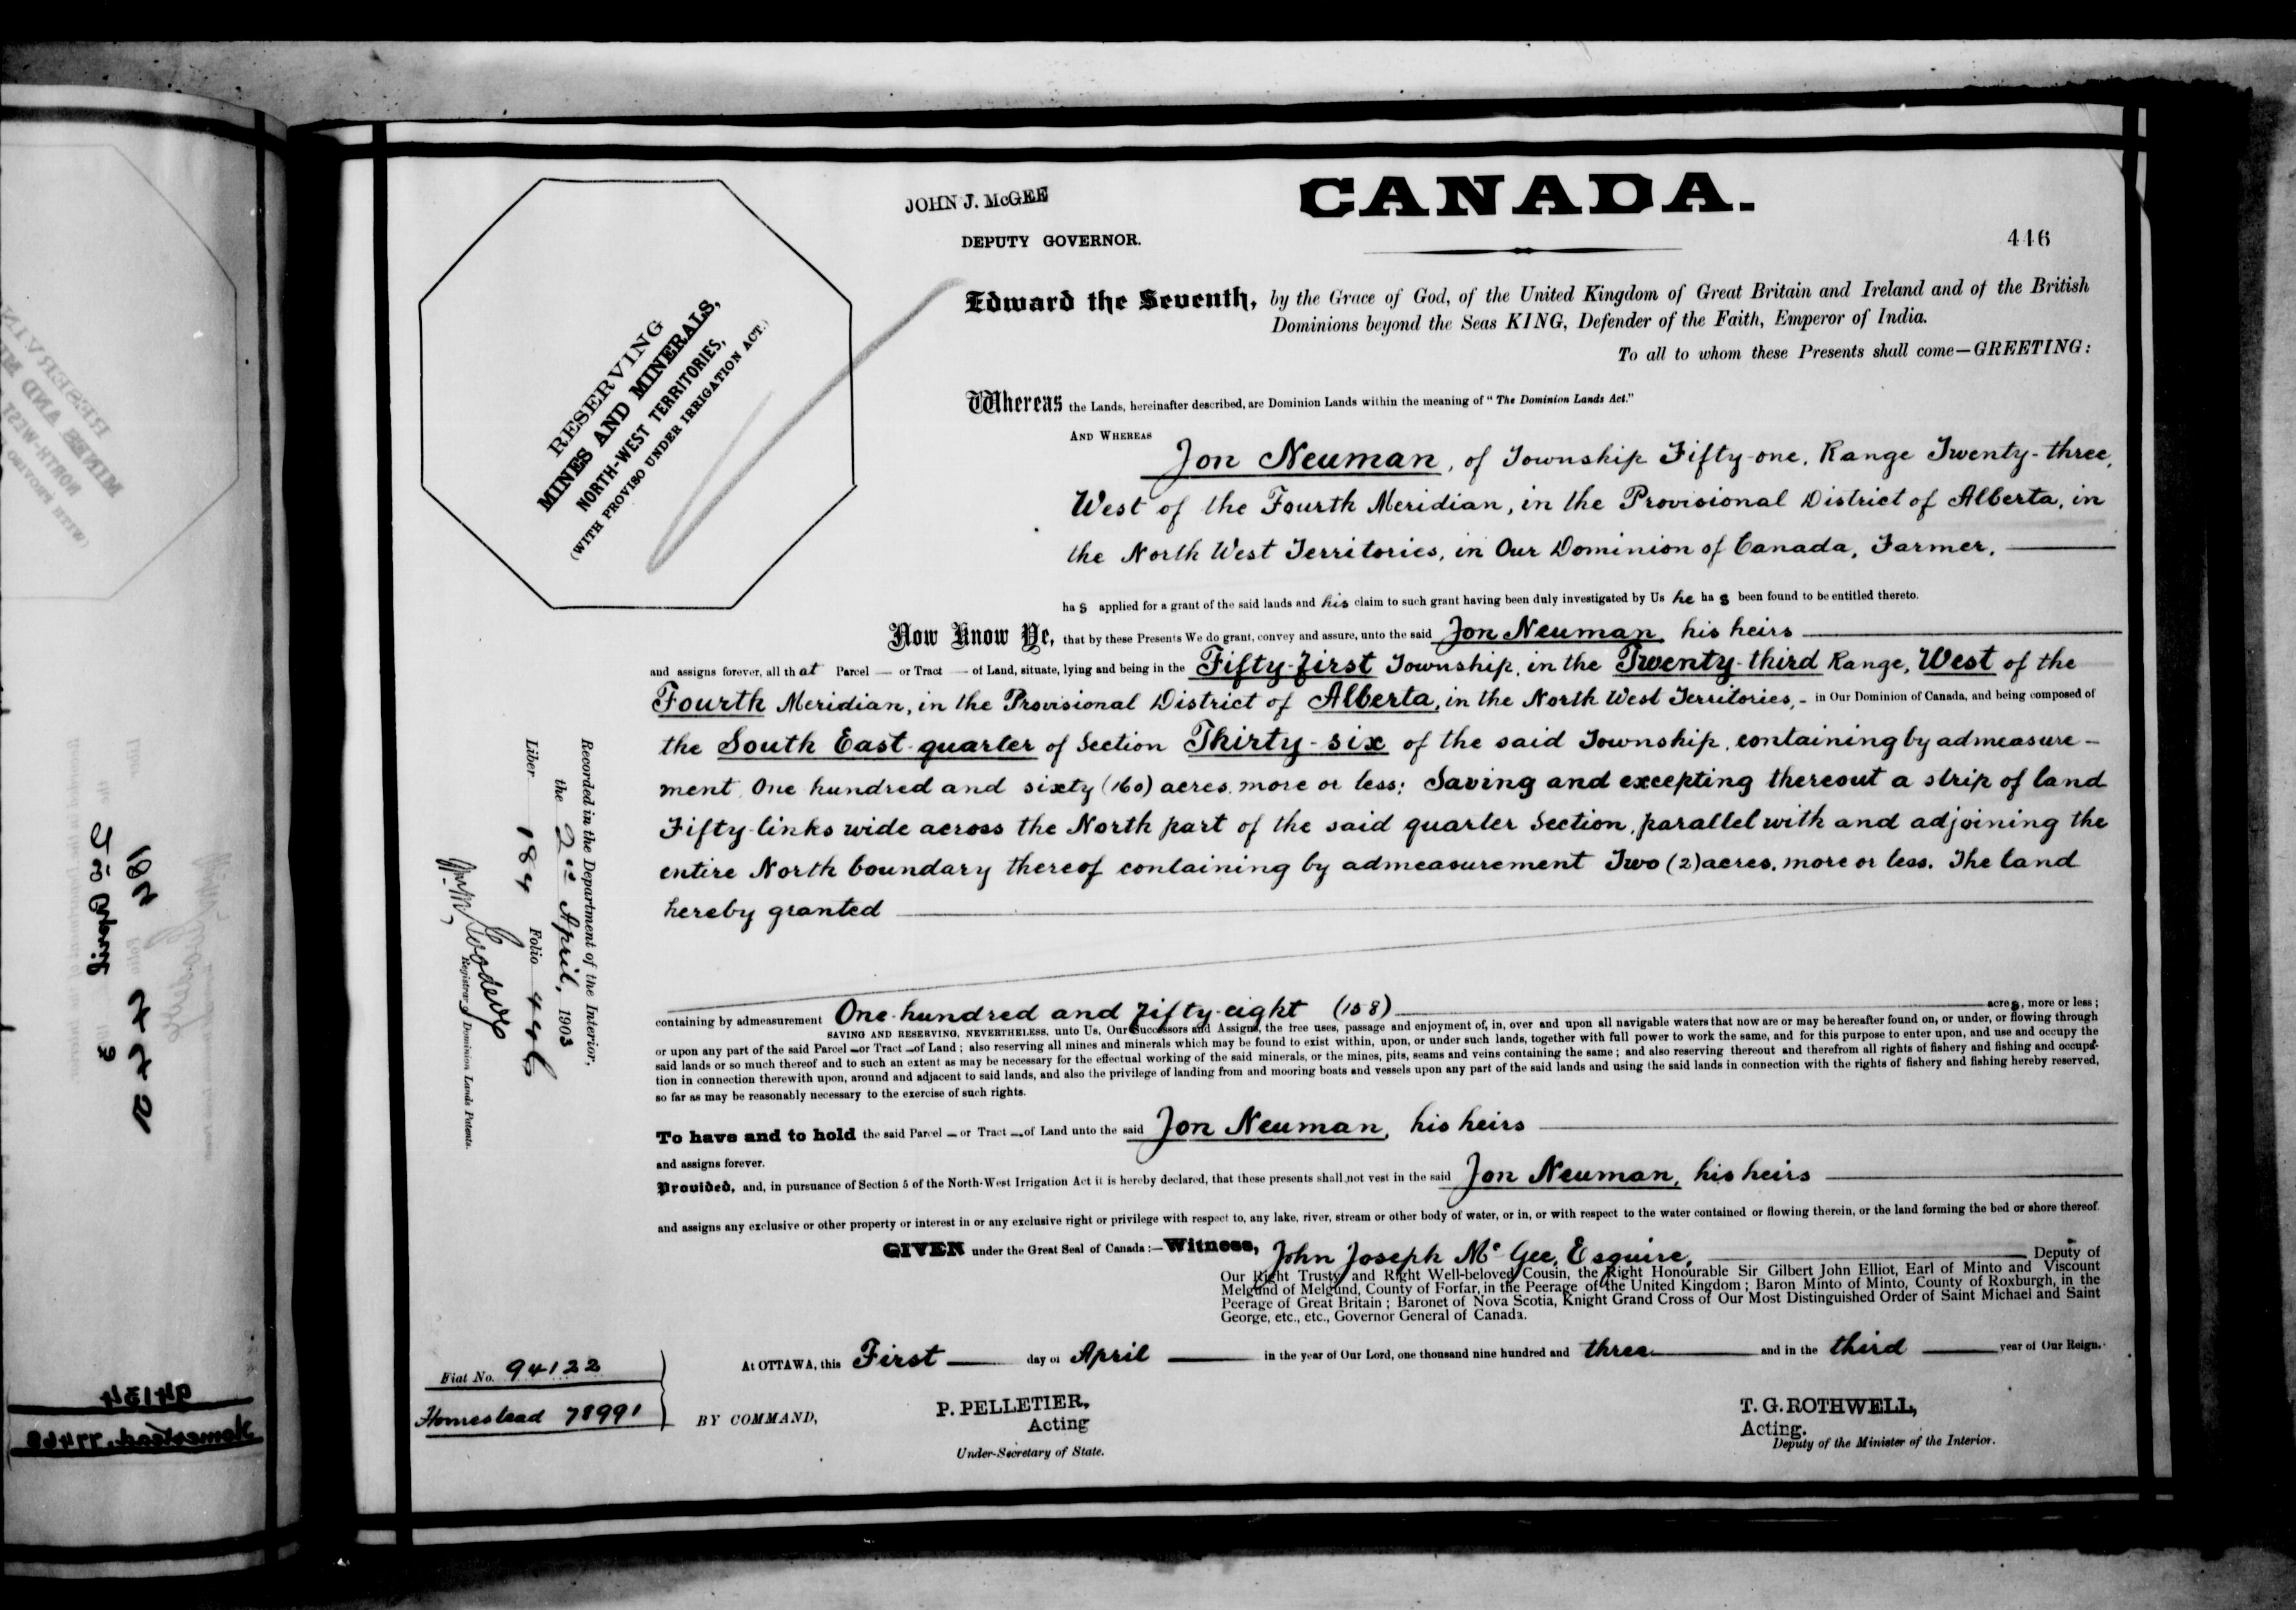 JOHN J. McGEE
DEPUTY GOVERNOR.
CANADA.
446
RESERVING
MINES AND MINERALS,
NORTH-WEST TERRITORIES,
(WITH PROVISO UNDER IRRIGATION ACT.)
Edward the Seventh, by the Grace of God, of the United Kingdom of Great Britain and Ireland and of the British
Dominions beyond the Seas KING, Defender of the Faith, Emperor of India.
To all to whom these Presents shall come—GREETING:
Whereas the Lands, hereinafter described, are Dominion Lands within the meaning of "The Dominion Lands Act."
AND WHEREAS
Jon Neuman, of Township Fifty-one, Range Twenty-three,
West of the Fourth Meridian, in the Provisional District of Alberta, in
the North West Territories, in Our Dominion of Canada, Farmer.
has applied for a grant of the said lands and his claim to such grant having been duly investigated by Us he has been found to be entitled thereto.
Now Know Ye, that by these Presents We do grant, convey and assure, unto the said Jon Neuman, his heirs
and assigns forever, all that Parcel — or Tract — of Land, situate, lying and being in the Fifty-first Township, in the Twenty-third Range, West of the
Fourth Meridian, in the Provisional District of Alberta, in the North West Territories, - in Our Dominion of Canada, and being composed of
the South East quarter of Section Thirty-six of the said Township, containing by admeasure-
ment One hundred and sixty (160) acres more or less; Saving and excepting thereout a strip of land
Fifty links wide across the North part of the said quarter Section, parallel with and adjoining the
entire North boundary thereof containing by admeasurement Two (2) acres, more or less. The land
hereby granted
containing by admeasurement One hundred and fifty-eight (158) acres, more or less;
SAVING AND RESERVING, NEVERTHELESS, unto Us, Our Successors and Assigns, the free uses, passage and enjoyment of, in, over and upon all navigable waters that now are or may be hereafter found on, or under, or flowing through
or upon any part of the said Parcel — or Tract — of Land; also reserving all mines and minerals which may be found to exist within, upon, or under such lands, together with full power to work the same, and for this purpose to enter upon, and use and occupy the
said lands or so much thereof and to such an extent as may be necessary for the effectual working of the said minerals, or the mines, pits, seams and veins containing the same; and also reserving thereout and therefrom all rights of fishery and fishing and occupa-
tion in connection therewith upon, around and adjacent to said lands, and also the privilege of landing from and mooring boats and vessels upon any part of the said lands and using the said lands in connection with the rights of fishery and fishing hereby reserved,
so far as may be reasonably necessary to the exercise of such rights.
To have and to hold the said Parcel — or Tract — of Land unto the said Jon Neuman, his heirs
and assigns forever.
Provided, and, in pursuance of Section 5 of the North-West Irrigation Act it is hereby declared, that these presents shall not vest in the said Jon Neuman, his heirs
and assigns any exclusive or other property or interest in or any exclusive right or privilege with respect to, any lake, river, stream or other body of water, or in, or with respect to the water contained or flowing therein, or the land forming the bed or shore thereof.
GIVEN under the Great Seal of Canada:—Witness, John Joseph McGee, Esquire, Deputy of
Our Right Trusty and Right Well-beloved Cousin, the Right Honourable Sir Gilbert John Elliot, Earl of Minto and Viscount
Melgund of Melgund, County of Forfar, in the Peerage of the United Kingdom; Baron Minto of Minto, County of Roxburgh, in the
Peerage of Great Britain; Baronet of Nova Scotia, Knight Grand Cross of Our Most Distinguished Order of Saint Michael and Saint
George, etc., etc., Governor General of Canada.
At OTTAWA, this First day of April in the year of Our Lord, one thousand nine hundred and three and in the third year of Our Reign.
Fiat No. 94122
Homestead 78991
BY COMMAND,
P. PELLETIER,
Acting
Under-Secretary of State.
T. G. ROTHWELL,
Acting.
Deputy of the Minister of the Interior.
Recorded in the Department of the Interior,
the 2nd April, 1903
Liber 184 Folio 446
Registrar of Dominion Lands Patents.